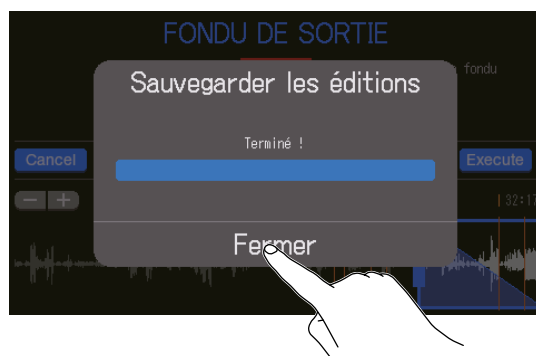 FONDU DE SORTIE
fondu
Sauvegarder les éditions
Terminé !
Cancel
Execute
− +
32:17
Fermer